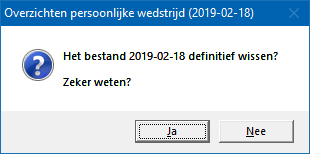 Overzichten persoonlijke wedstrijd (2019-02-18)
Het bestand 2019-02-18 definitief wissen?
Zeker weten?
Ja
Nee